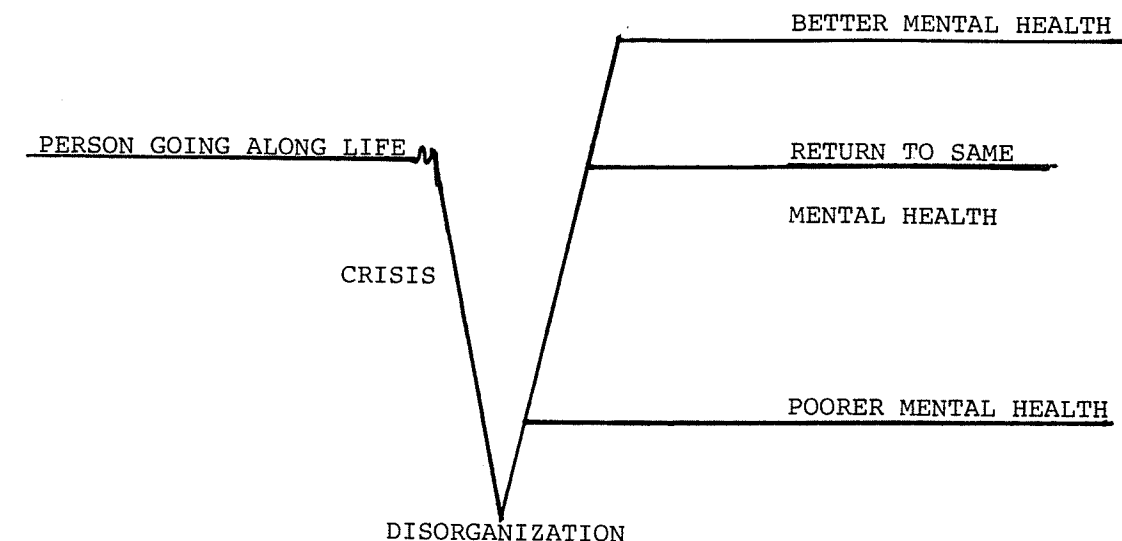 BETTER MENTAL HEALTH
PERSON GOING ALONG LIFE
RETURN TO SAME
MENTAL HEALTH
CRISIS
POORER MENTAL HEALTH
DISORGANIZATION